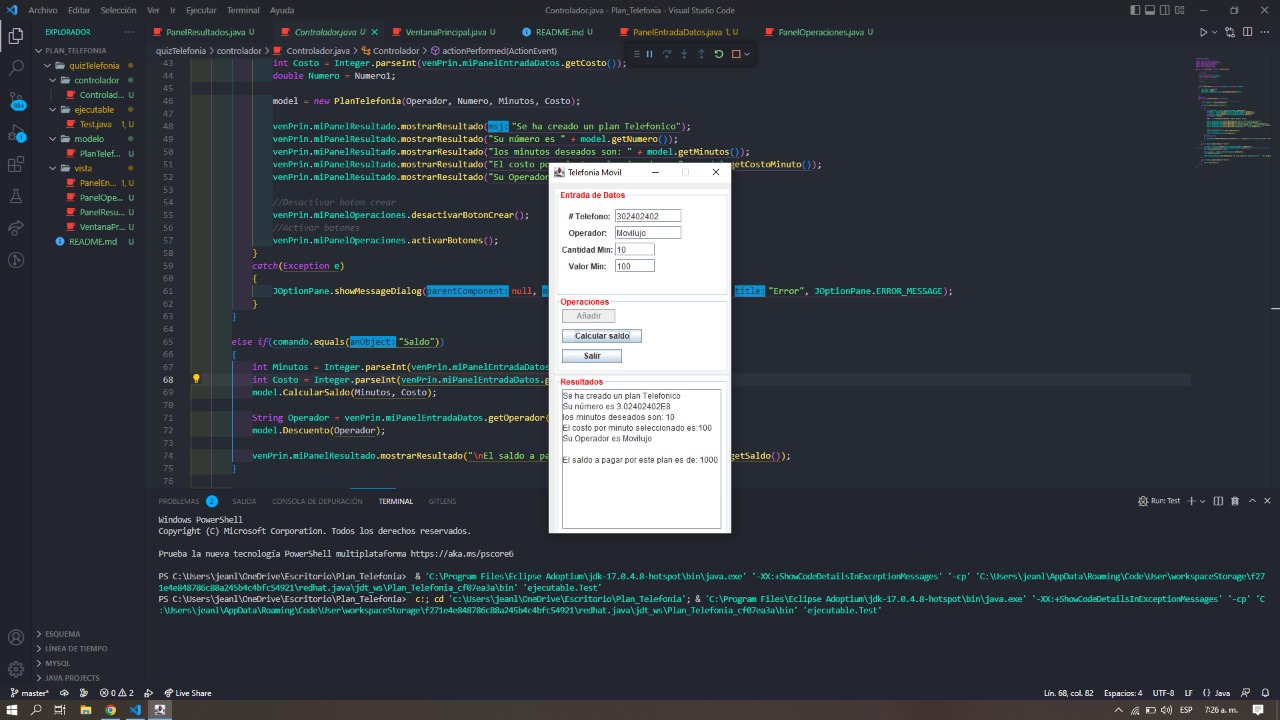 Archivo Editar Selección Ver Ir Ejecutar Terminal Ayuda
Controlador.java - Plan_Telefonia - Visual Studio Code
EXPLORADOR
PLAN_TELEFONIA
quizTelefonia
controlador
Controlad... U
ejecutable
Test.java 1, U
modelo
PlanTelef... U
vista
PanelEn... 1, U
PanelOpe... U
PanelResu... U
VentanaPr... U
README.md U
ESQUEMA
LÍNEA DE TIEMPO
MYSQL
JAVA PROJECTS
PanelResultados.java U
Controlador.java U
VentanaPrincipal.java U
README.md U
PanelEntradaDatos.java 1, U
PanelOperaciones.java U
quizTelefonia > controlador > Controlador.java > Controlador > actionPerformed(ActionEvent)
43 int Costo = Integer.parseInt(venPrin.miPanelEntradaDatos.getCosto());
44 double Numero = Numero1;
45
46 model = new PlanTelefonia(Operador, Numero, Minutos, Costo);
47
48 venPrin.miPanelResultado.mostrarResultado(msj: "Se ha creado un plan Telefonico");
49 venPrin.miPanelResultado.mostrarResultado("Su número es " + model.getNumero());
50 venPrin.miPanelResultado.mostrarResultado("los minutos deseados son: " + model.getMinutos());
51 venPrin.miPanelResultado.mostrarResultado("El costo p getCostoMinuto());
52 venPrin.miPanelResultado.mostrarResultado("Su Operador
53
54 //Desactivar boton crear
55 venPrin.miPanelOperaciones.desactivarBotonCrear();
56 //Activar botones
57 venPrin.miPanelOperaciones.activarBotones();
58 }
59 catch(Exception e)
60 {
61 JOptionPane.showMessageDialog(parentComponent: null, title: "Error", JOptionPane.ERROR_MESSAGE);
62 }
63 }
64
65 else if(comando.equals(anObject: "Saldo"))
66 {
67 int Minutos = Integer.parseInt(venPrin.miPanelEntradaDatos
68 int Costo = Integer.parseInt(venPrin.miPanelEntradaDatos.g
69 model.CalcularSaldo(Minutos, Costo);
70
71 String Operador = venPrin.miPanelEntradaDatos.getOperador(
72 model.Descuento(Operador);
73
74 venPrin.miPanelResultado.mostrarResultado("\nEl saldo a pa getSaldo());
75 }
76
Telefonia Movil
Entrada de Datos
# Telefono: 302402402
Operador: Movilujo
Cantidad Min: 10
Valor Min: 100
Operaciones
Añadir
Calcular saldo
Salir
Resultados
Se ha creado un plan Telefonico
Su número es 3.02402402E8
los minutos deseados son: 10
El costo por minuto seleccionado es:100
Su Operador es Movilujo
El saldo a pagar por este plan es de: 1000
PROBLEMAS 2 SALIDA CONSOLA DE DEPURACIÓN TERMINAL GITLENS
Run: Test
Windows PowerShell
Copyright (C) Microsoft Corporation. Todos los derechos reservados.
Prueba la nueva tecnología PowerShell multiplataforma https://aka.ms/pscore6
PS C:\Users\jeanl\OneDrive\Escritorio\Plan_Telefonia> & 'C:\Program Files\Eclipse Adoptium\jdk-17.0.4.8-hotspot\bin\java.exe' '-XX:+ShowCodeDetailsInExceptionMessages' '-cp' 'C:\Users\jeanl\AppData\Roaming\Code\User\workspaceStorage\f27
1e4e848786c88a245b4c4bfc54921\redhat.java\jdt_ws\Plan_Telefonia_cf07ea3a\bin' 'ejecutable.Test'
PS C:\Users\jeanl\OneDrive\Escritorio\Plan_Telefonia> c:; cd 'c:\Users\jeanl\OneDrive\Escritorio\Plan_Telefonia'; & 'C:\Program Files\Eclipse Adoptium\jdk-17.0.4.8-hotspot\bin\java.exe' '-XX:+ShowCodeDetailsInExceptionMessages' '-cp' 'C
:\Users\jeanl\AppData\Roaming\Code\User\workspaceStorage\f271e4e848786c88a245b4c4bfc54921\redhat.java\jdt_ws\Plan_Telefonia_cf07ea3a\bin' 'ejecutable.Test'
master* 0 2 Live Share
Lín. 68, col. 82 Espacios: 4 UTF-8 LF {} Java
ESP 7:26 a. m.